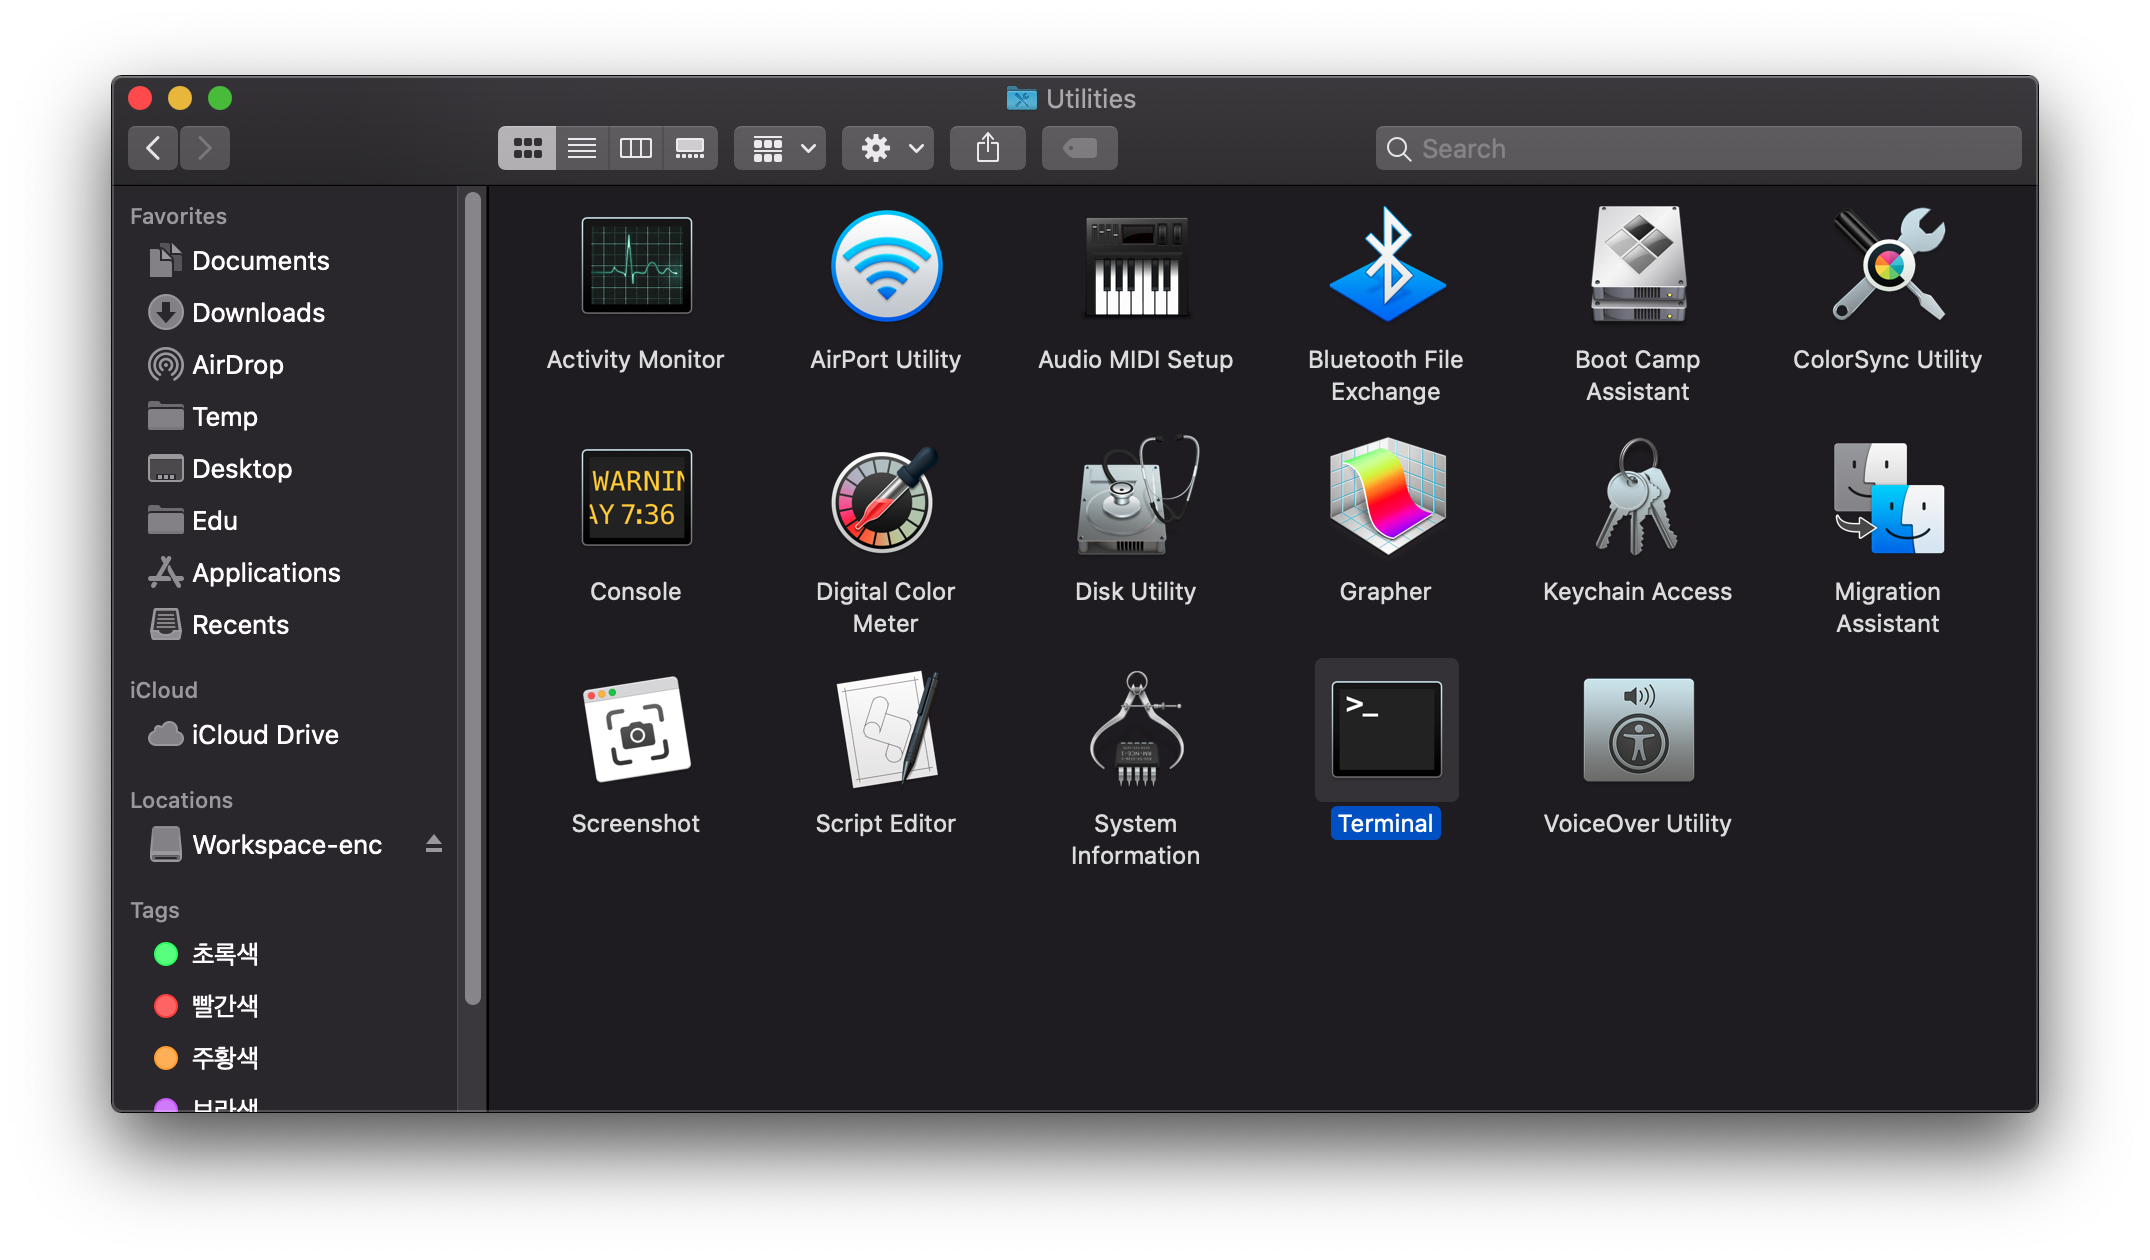 Utilities
Search
Favorites
Documents
Downloads
AirDrop
Temp
Desktop
Edu
Applications
Recents
iCloud
iCloud Drive
Locations
Workspace-enc
Tags
초록색
빨간색
주황색
보라색
Activity Monitor
AirPort Utility
Audio MIDI Setup
Bluetooth File
Exchange
Boot Camp
Assistant
ColorSync Utility
WARNIN
AY 7:36
Console
Digital Color
Meter
Disk Utility
Grapher
Keychain Access
Migration
Assistant
Screenshot
Script Editor
System
Information
>_
Terminal
VoiceOver Utility